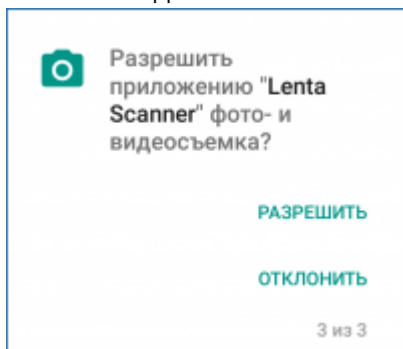 Разрешить
приложению "Lenta
Scanner" фото- и
видеосъемка?
РАЗРЕШИТЬ
ОТКЛОНИТЬ
3 из 3